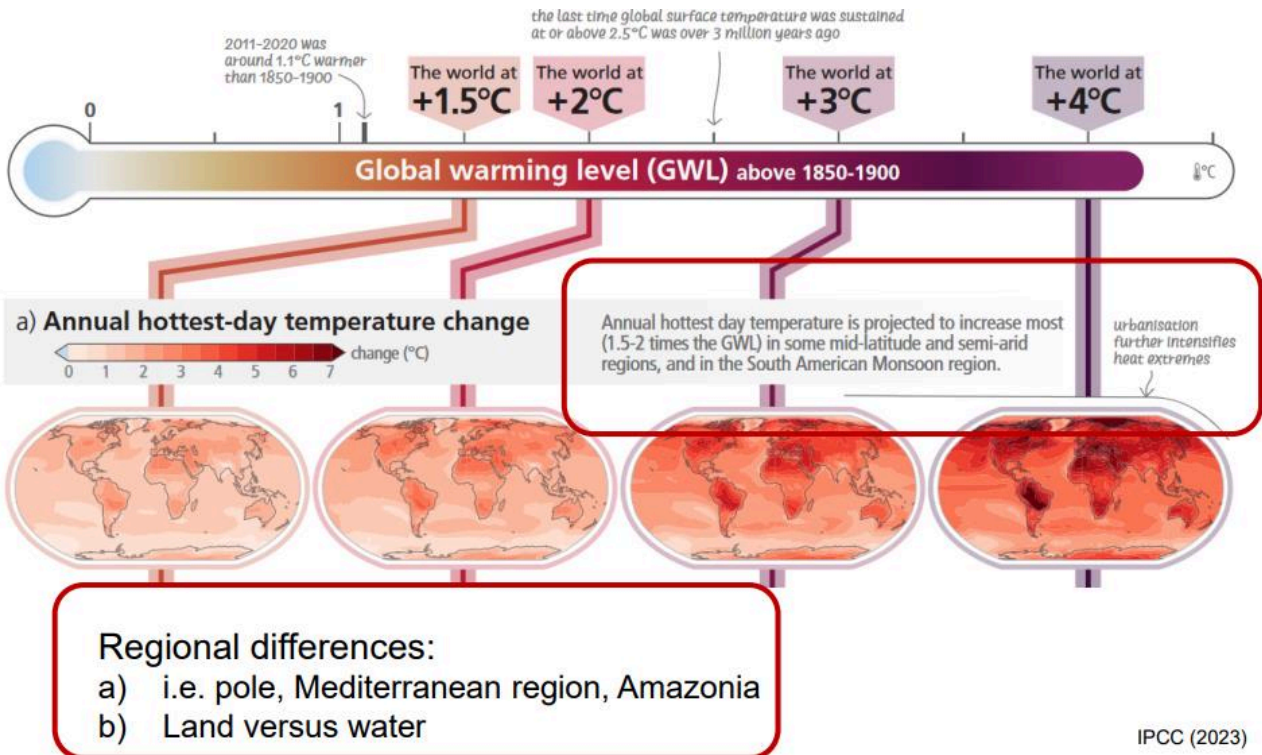 the last time global surface temperature was sustained
at or above 2.5°C was over 3 million years ago
2011-2020 was
around 1.1°C warmer
than 1850-1900
The world at
+1.5°C
The world at
+2°C
The world at
+3°C
The world at
+4°C
0
1
Global warming level (GWL) above 1850-1900
°C
a) Annual hottest-day temperature change
change (°C)
0 1 2 3 4 5 6 7
Annual hottest day temperature is projected to increase most
(1.5-2 times the GWL) in some mid-latitude and semi-arid
regions, and in the South American Monsoon region.
urbanisation
further intensifies
heat extremes
Regional differences:
a) i.e. pole, Mediterranean region, Amazonia
b) Land versus water
IPCC (2023)